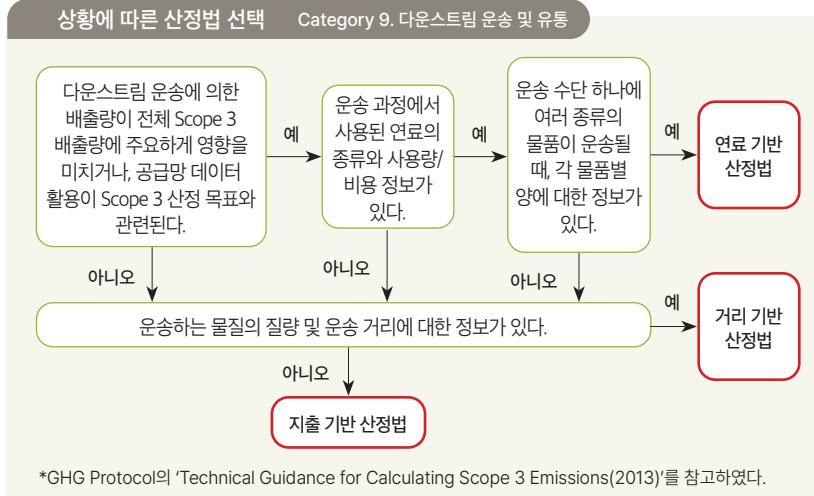 상황에 따른 산정법 선택 Category 9. 다운스트림 운송 및 유통
다운스트림 운송에 의한
배출량이 전체 Scope 3
배출량에 주요하게 영향을
미치거나, 공급망 데이터
활용이 Scope 3 산정 목표와
관련된다.
예
운송 과정에서
사용된 연료의
종류와 사용량/
비용 정보가
있다.
예
운송 수단 하나에
여러 종류의
물품이 운송될
때, 각 물품별
양에 대한 정보가
있다.
예
연료 기반
산정법
아니오
아니오
아니오
운송하는 물질의 질량 및 운송 거리에 대한 정보가 있다.
예
거리 기반
산정법
아니오
지출 기반 산정법
*GHG Protocol의 ‘Technical Guidance for Calculating Scope 3 Emissions(2013)’를 참고하였다.